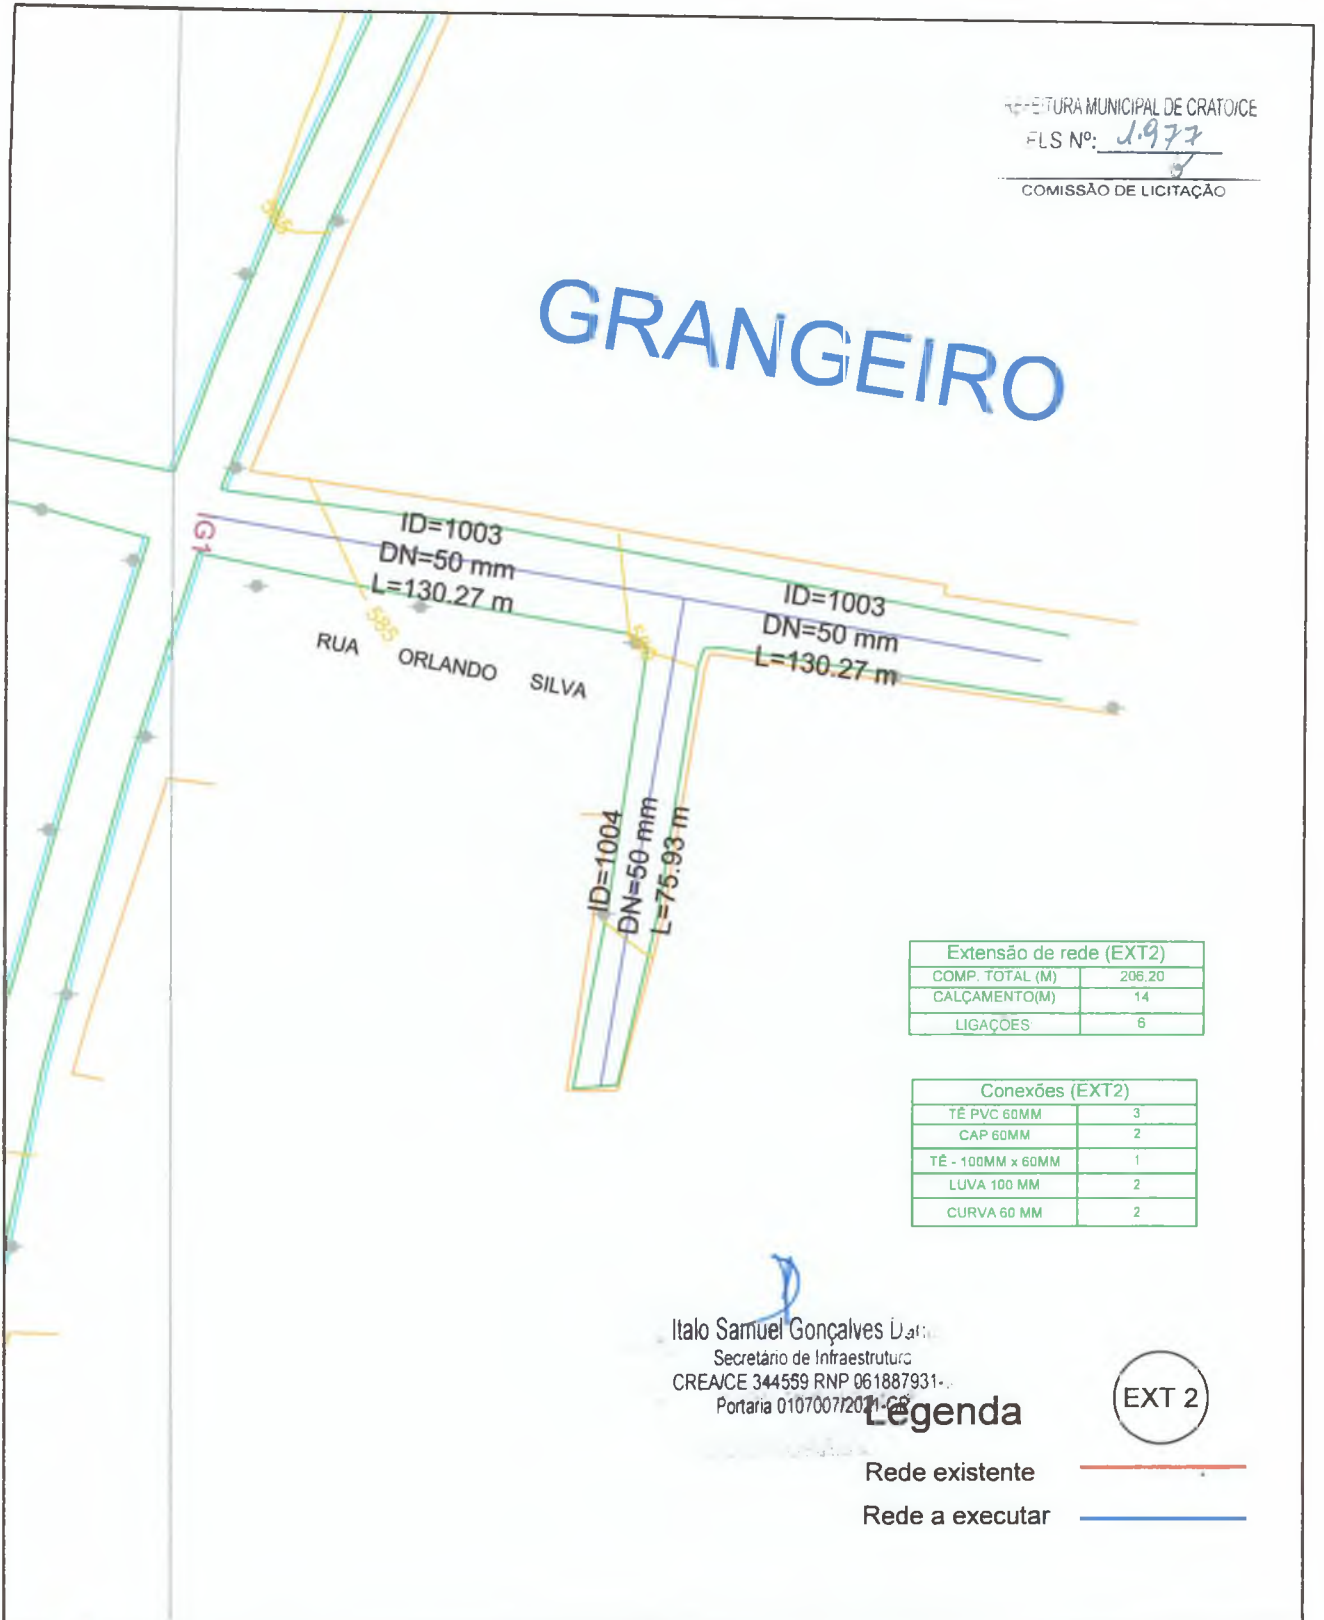 MUNICIPAL DE CRATO/CE
FLS Nº: 1.977
COMISSÃO DE LICITAÇÃO
GRANGEIRO
G1
ID=1003
DN=50 mm
L=130.27 m
ID=1003
DN=50 mm
L=130.27 m
585
RUA ORLANDO SILVA
ID=1004
DN=50 mm
L=75.93 m
Extensão de rede (EXT2)
COMP. TOTAL (M) 206.20
CALÇAMENTO(M) 14
LIGAÇÕES 6
Conexões (EXT2)
TÊ PVC 60MM 3
CAP 60MM 2
TÊ - 100MM x 60MM 1
LUVA 100 MM 2
CURVA 60 MM 2
Italo Samuel Gonçalves
Secretário de Infraestrutura
CREA/CE 344559 RNP 061887931-
Portaria 0107007/2021-GP
Legenda
EXT 2
Rede existente
Rede a executar